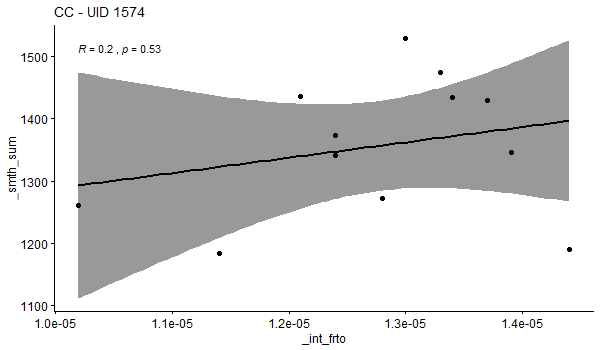 CC - UID 1574
R = 0.2 , p = 0.53
1500
1400
1300
1200
1100
_smth_sum
1.0e-05 1.1e-05 1.2e-05 1.3e-05 1.4e-05
_int_frto